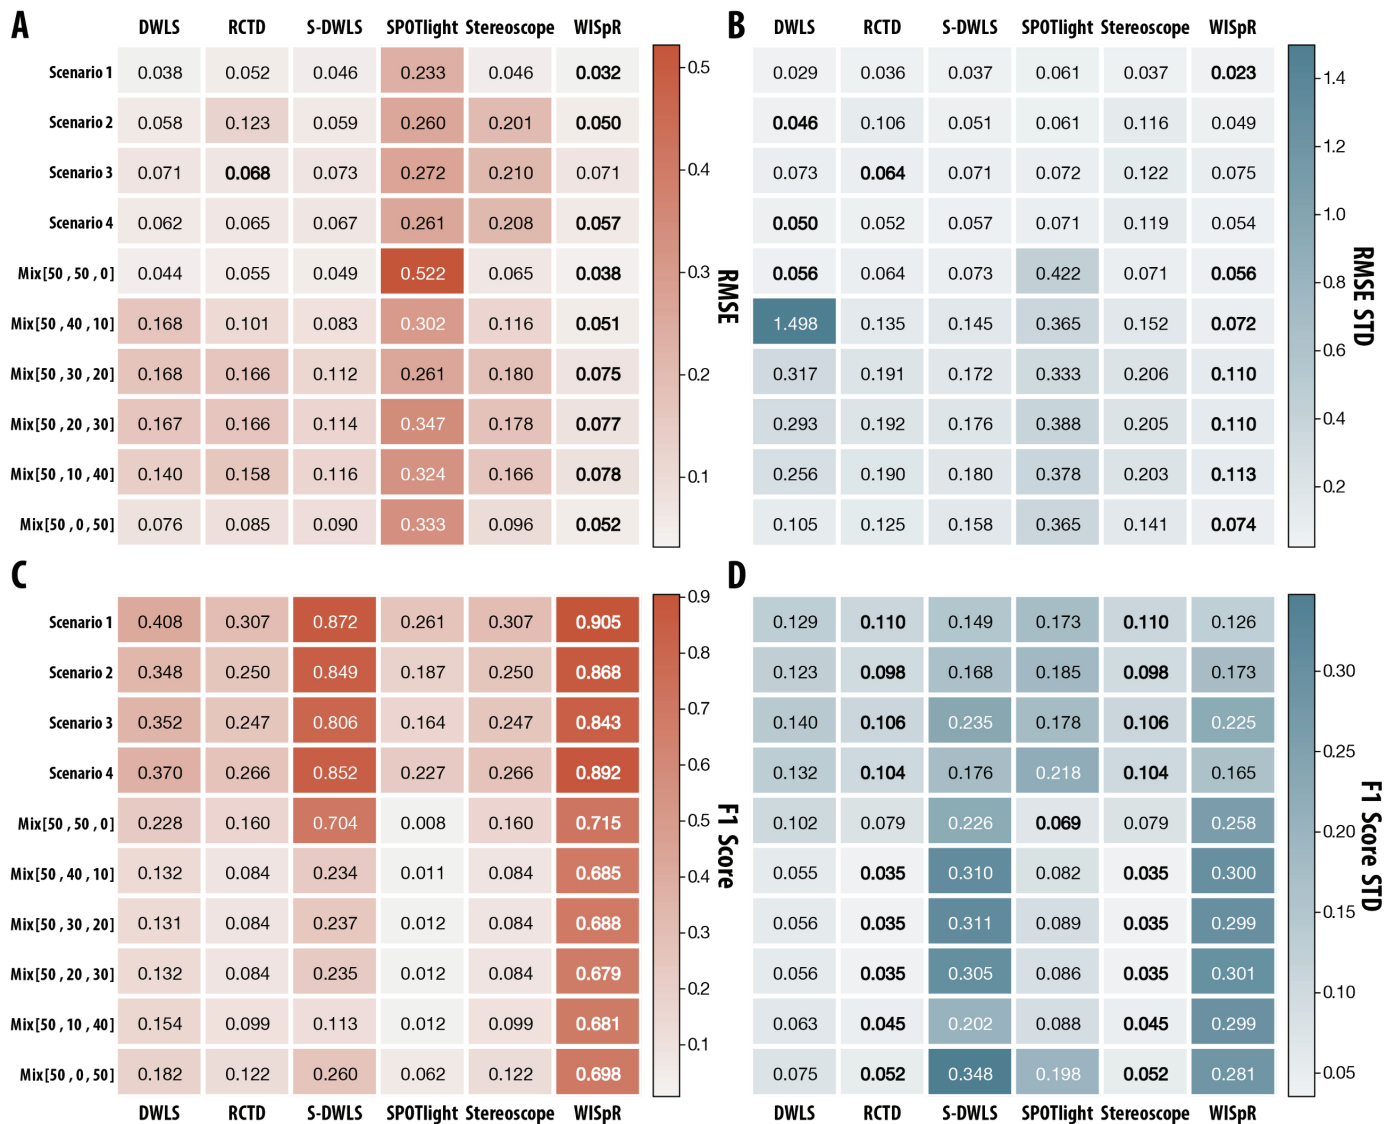 A
DWLS RCTD S-DWLS SPOTlight Stereoscope WISpR
Scenario 1 0.038 0.052 0.046 0.233 0.046 0.032
Scenario 2 0.058 0.123 0.059 0.260 0.201 0.050
Scenario 3 0.071 0.068 0.073 0.272 0.210 0.071
Scenario 4 0.062 0.065 0.067 0.261 0.208 0.057
Mix[50 , 50 , 0] 0.044 0.055 0.049 0.522 0.065 0.038
Mix[50 , 40 , 10] 0.168 0.101 0.083 0.302 0.116 0.051
Mix[50 , 30 , 20] 0.168 0.166 0.112 0.261 0.180 0.075
Mix[50 , 20 , 30] 0.167 0.166 0.114 0.347 0.178 0.077
Mix[50 , 10 , 40] 0.140 0.158 0.116 0.324 0.166 0.078
Mix[50 , 0 , 50] 0.076 0.085 0.090 0.333 0.096 0.052
0.5
0.4
0.3
0.2
0.1
RMSE
B
DWLS RCTD S-DWLS SPOTlight Stereoscope WISpR
0.029 0.036 0.037 0.061 0.037 0.023
0.046 0.106 0.051 0.061 0.116 0.049
0.073 0.064 0.071 0.072 0.122 0.075
0.050 0.052 0.057 0.071 0.119 0.054
0.056 0.064 0.073 0.422 0.071 0.056
1.498 0.135 0.145 0.365 0.152 0.072
0.317 0.191 0.172 0.333 0.206 0.110
0.293 0.192 0.176 0.388 0.205 0.110
0.256 0.190 0.180 0.378 0.203 0.113
0.105 0.125 0.158 0.365 0.141 0.074
1.4
1.2
1.0
0.8
0.6
0.4
0.2
RMSE STD
C
Scenario 1 0.408 0.307 0.872 0.261 0.307 0.905
Scenario 2 0.348 0.250 0.849 0.187 0.250 0.868
Scenario 3 0.352 0.247 0.806 0.164 0.247 0.843
Scenario 4 0.370 0.266 0.852 0.227 0.266 0.892
Mix[50 , 50 , 0] 0.228 0.160 0.704 0.008 0.160 0.715
Mix[50 , 40 , 10] 0.132 0.084 0.234 0.011 0.084 0.685
Mix[50 , 30 , 20] 0.131 0.084 0.237 0.012 0.084 0.688
Mix[50 , 20 , 30] 0.132 0.084 0.235 0.012 0.084 0.679
Mix[50 , 10 , 40] 0.154 0.099 0.113 0.012 0.099 0.681
Mix[50 , 0 , 50] 0.182 0.122 0.260 0.062 0.122 0.698
DWLS RCTD S-DWLS SPOTlight Stereoscope WISpR
0.9
0.8
0.7
0.6
0.5
0.4
0.3
0.2
0.1
F1 Score
D
0.129 0.110 0.149 0.173 0.110 0.126
0.123 0.098 0.168 0.185 0.098 0.173
0.140 0.106 0.235 0.178 0.106 0.225
0.132 0.104 0.176 0.218 0.104 0.165
0.102 0.079 0.226 0.069 0.079 0.258
0.055 0.035 0.310 0.082 0.035 0.300
0.056 0.035 0.311 0.089 0.035 0.299
0.056 0.035 0.305 0.086 0.035 0.301
0.063 0.045 0.202 0.088 0.045 0.299
0.075 0.052 0.348 0.198 0.052 0.281
DWLS RCTD S-DWLS SPOTlight Stereoscope WISpR
0.30
0.25
0.20
0.15
0.10
0.05
F1 Score STD